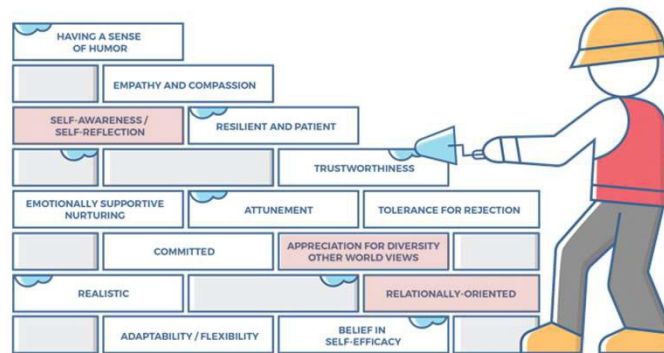 HAVING A SENSE
OF HUMOR
EMPATHY AND COMPASSION
SELF-AWARENESS /
SELF-REFLECTION
RESILIENT AND PATIENT
TRUSTWORTHINESS
EMOTIONALLY SUPPORTIVE
NURTURING
ATTUNEMENT
TOLERANCE FOR REJECTION
COMMITTED
APPRECIATION FOR DIVERSITY
OTHER WORLD VIEWS
REALISTIC
RELATIONALLY-ORIENTED
ADAPTABILITY / FLEXIBILITY
BELIEF IN
SELF-EFFICACY